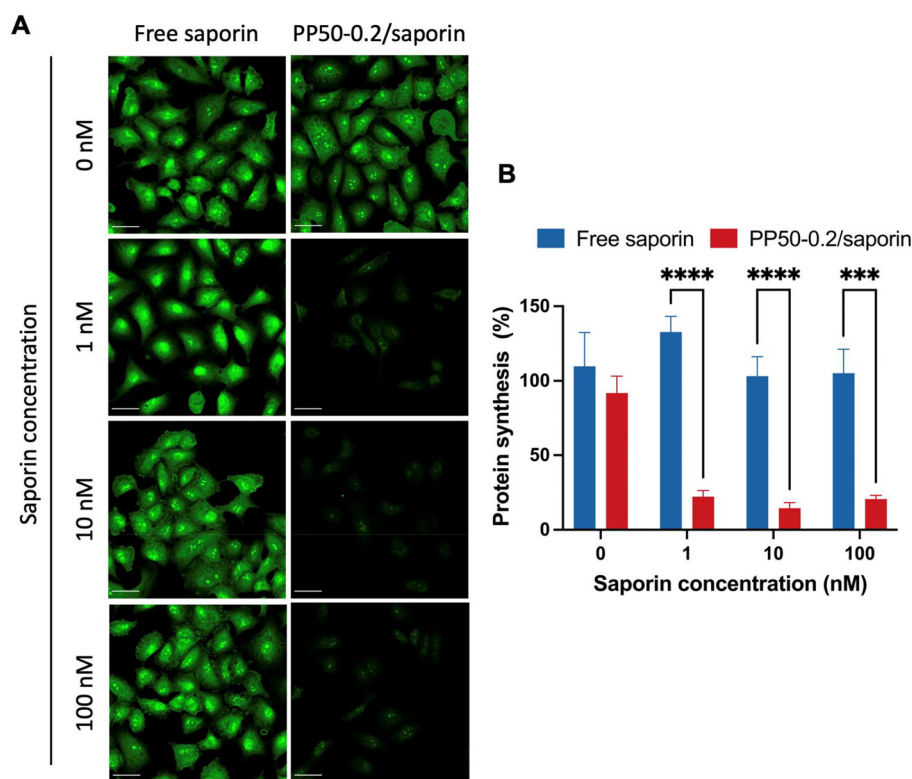 A
Free saporin PP50-0.2/saporin
Saporin concentration
0 nM
1 nM
10 nM
100 nM
B
Free saporin PP50-0.2/saporin
**** **** ***
Protein synthesis (%)
150
100
50
0
0 1 10 100
Saporin concentration (nM)